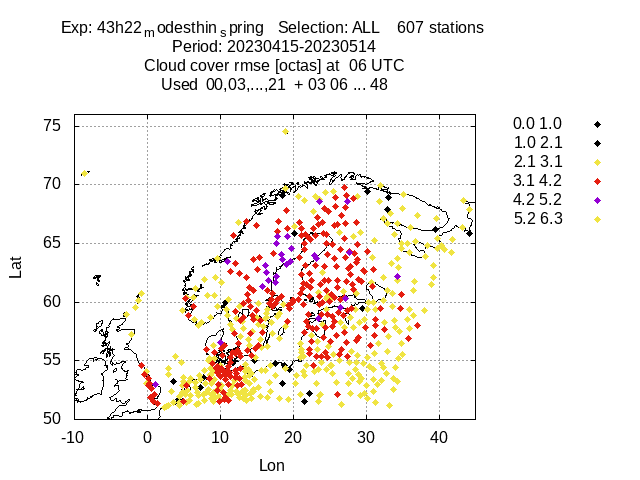 Exp: 43h22modesthinspring   Selection: ALL    607 stations
Period: 20230415-20230514
Cloud cover rmse [octas] at  06 UTC
Used  00,03,...,21  + 03 06 ... 48
75
70
65
60
55
50
-10 0 10 20 30 40
Lat
Lon
0.0 1.0
1.0 2.1
2.1 3.1
3.1 4.2
4.2 5.2
5.2 6.3